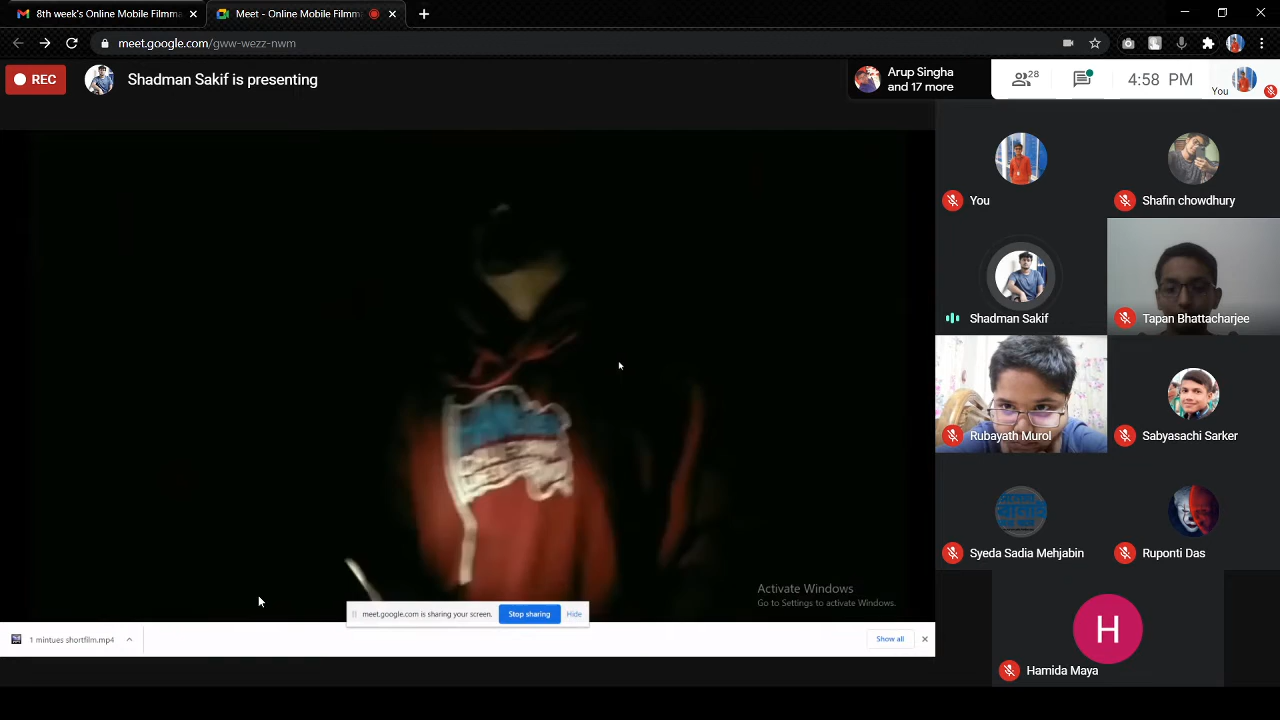 8th week's Online Mobile Filmma
Meet - Online Mobile Filmm
meet.google.com/gww-wezz-nwm
REC
Shadman Sakif is presenting
Arup Singha
and 17 more
28
4:58 PM
You
You
Shafin chowdhury
Shadman Sakif
Tapan Bhattacharjee
Rubayath Murol
Sabyasachi Sarker
Syeda Sadia Mehjabin
Ruponti Das
H
Hamida Maya
Activate Windows
Go to Settings to activate Windows.
meet.google.com is sharing your screen.
Stop sharing
Hide
1 mintues shortfilm.mp4
Show all